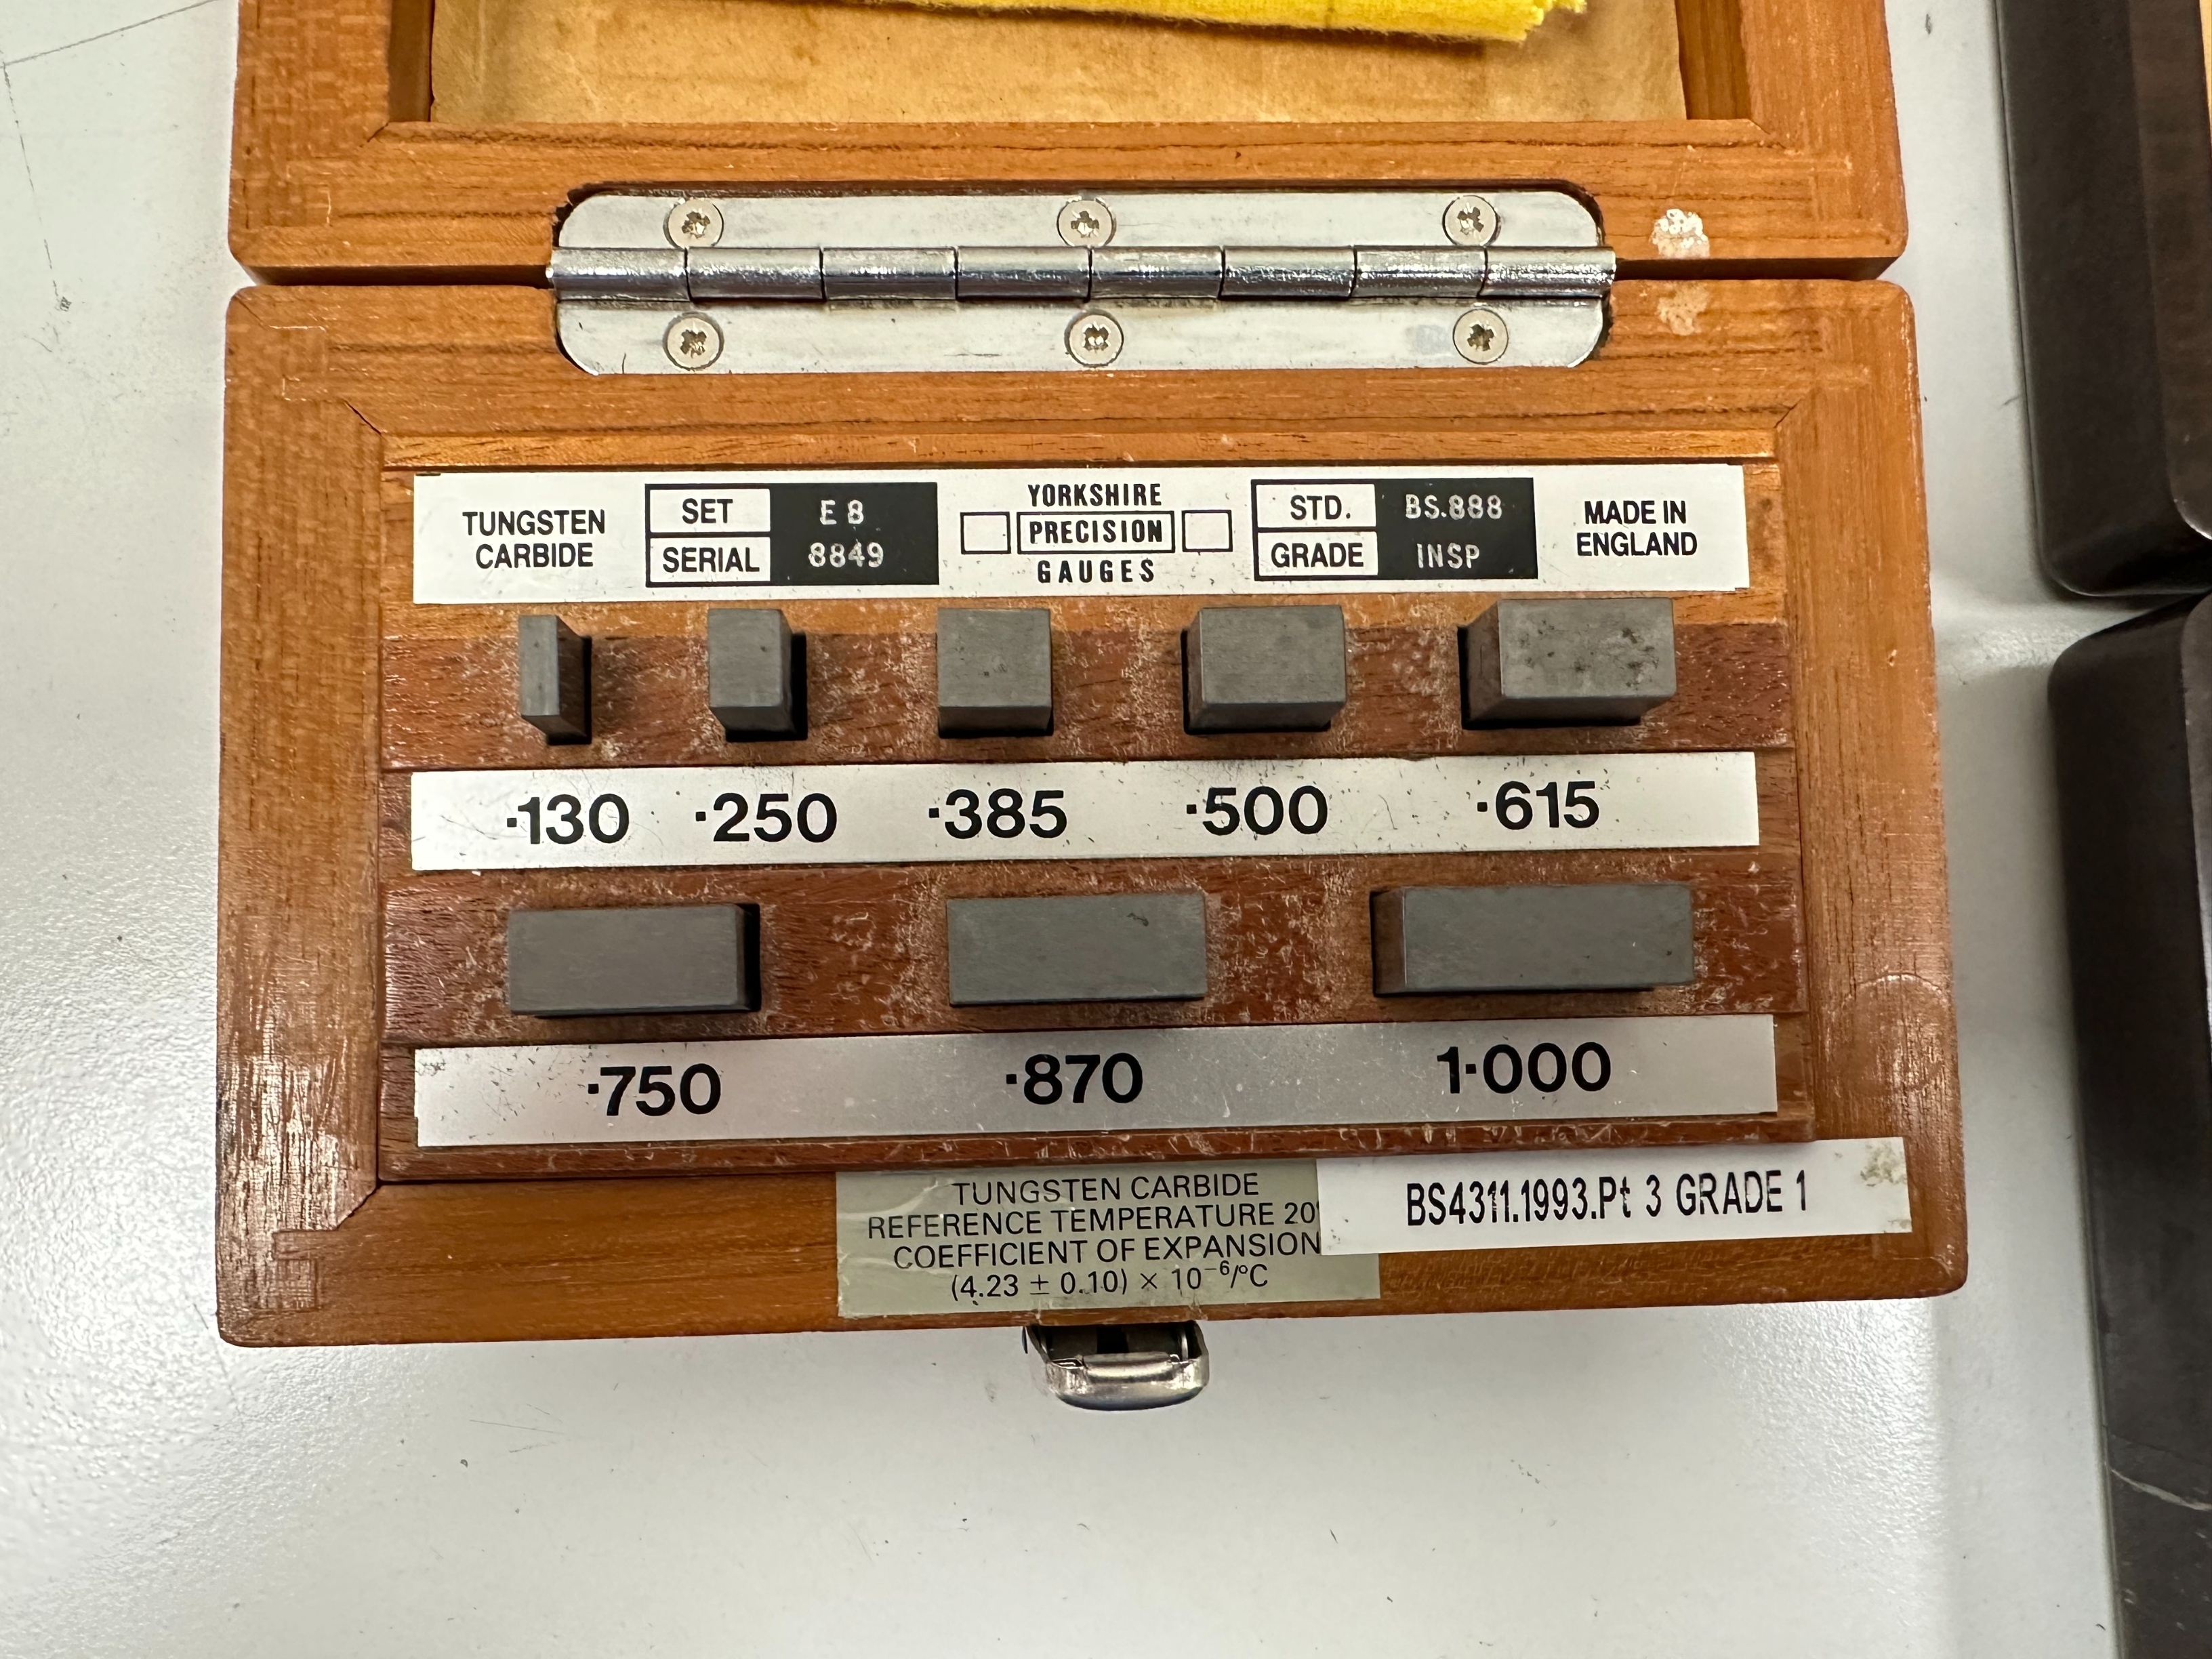 TUNGSTEN CARBIDE
SET E 8
SERIAL 8849
YORKSHIRE
PRECISION
GAUGES
STD. BS.888
GRADE INSP
MADE IN
ENGLAND
·130 ·250 ·385 ·500 ·615
·750 ·870 1·000
TUNGSTEN CARBIDE
REFERENCE TEMPERATURE 20
COEFFICIENT OF EXPANSION
(4.23 ± 0.10) × 10⁻⁶/°C
BS4311.1993.Pt 3 GRADE 1